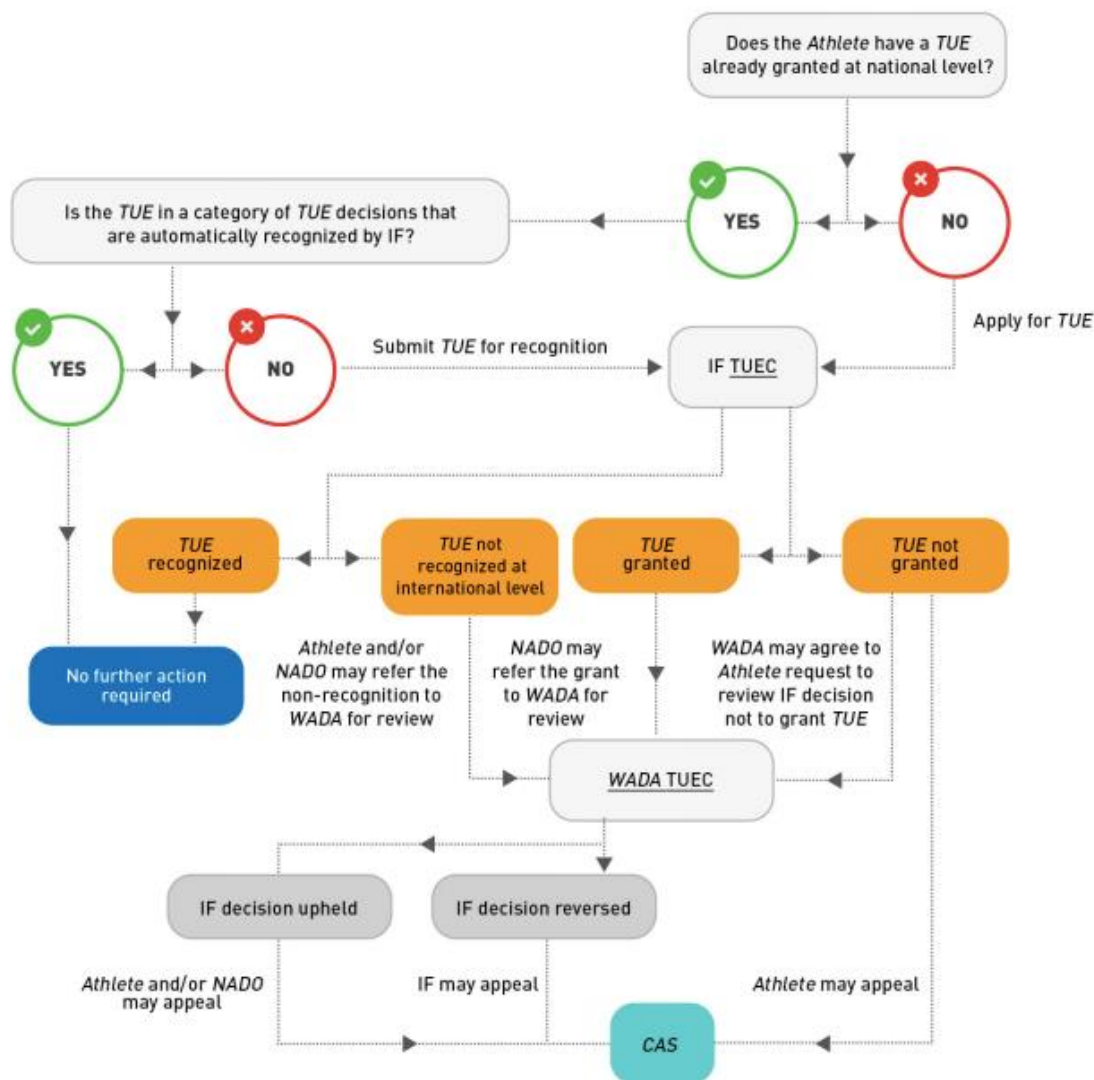 Does the Athlete have a TUE
already granted at national level?
YES
NO
Is the TUE in a category of TUE decisions that
are automatically recognized by IF?
Apply for TUE
YES
NO
Submit TUE for recognition
IF TUEC
TUE
recognized
TUE not
recognized at
international level
TUE
granted
TUE not
granted
No further action
required
Athlete and/or
NADO may refer the
non-recognition to
WADA for review
NADO may
refer the grant
to WADA for
review
WADA may agree to
Athlete request to
review IF decision
not to grant TUE
WADA TUEC
IF decision upheld
IF decision reversed
Athlete and/or NADO
may appeal
IF may appeal
Athlete may appeal
CAS